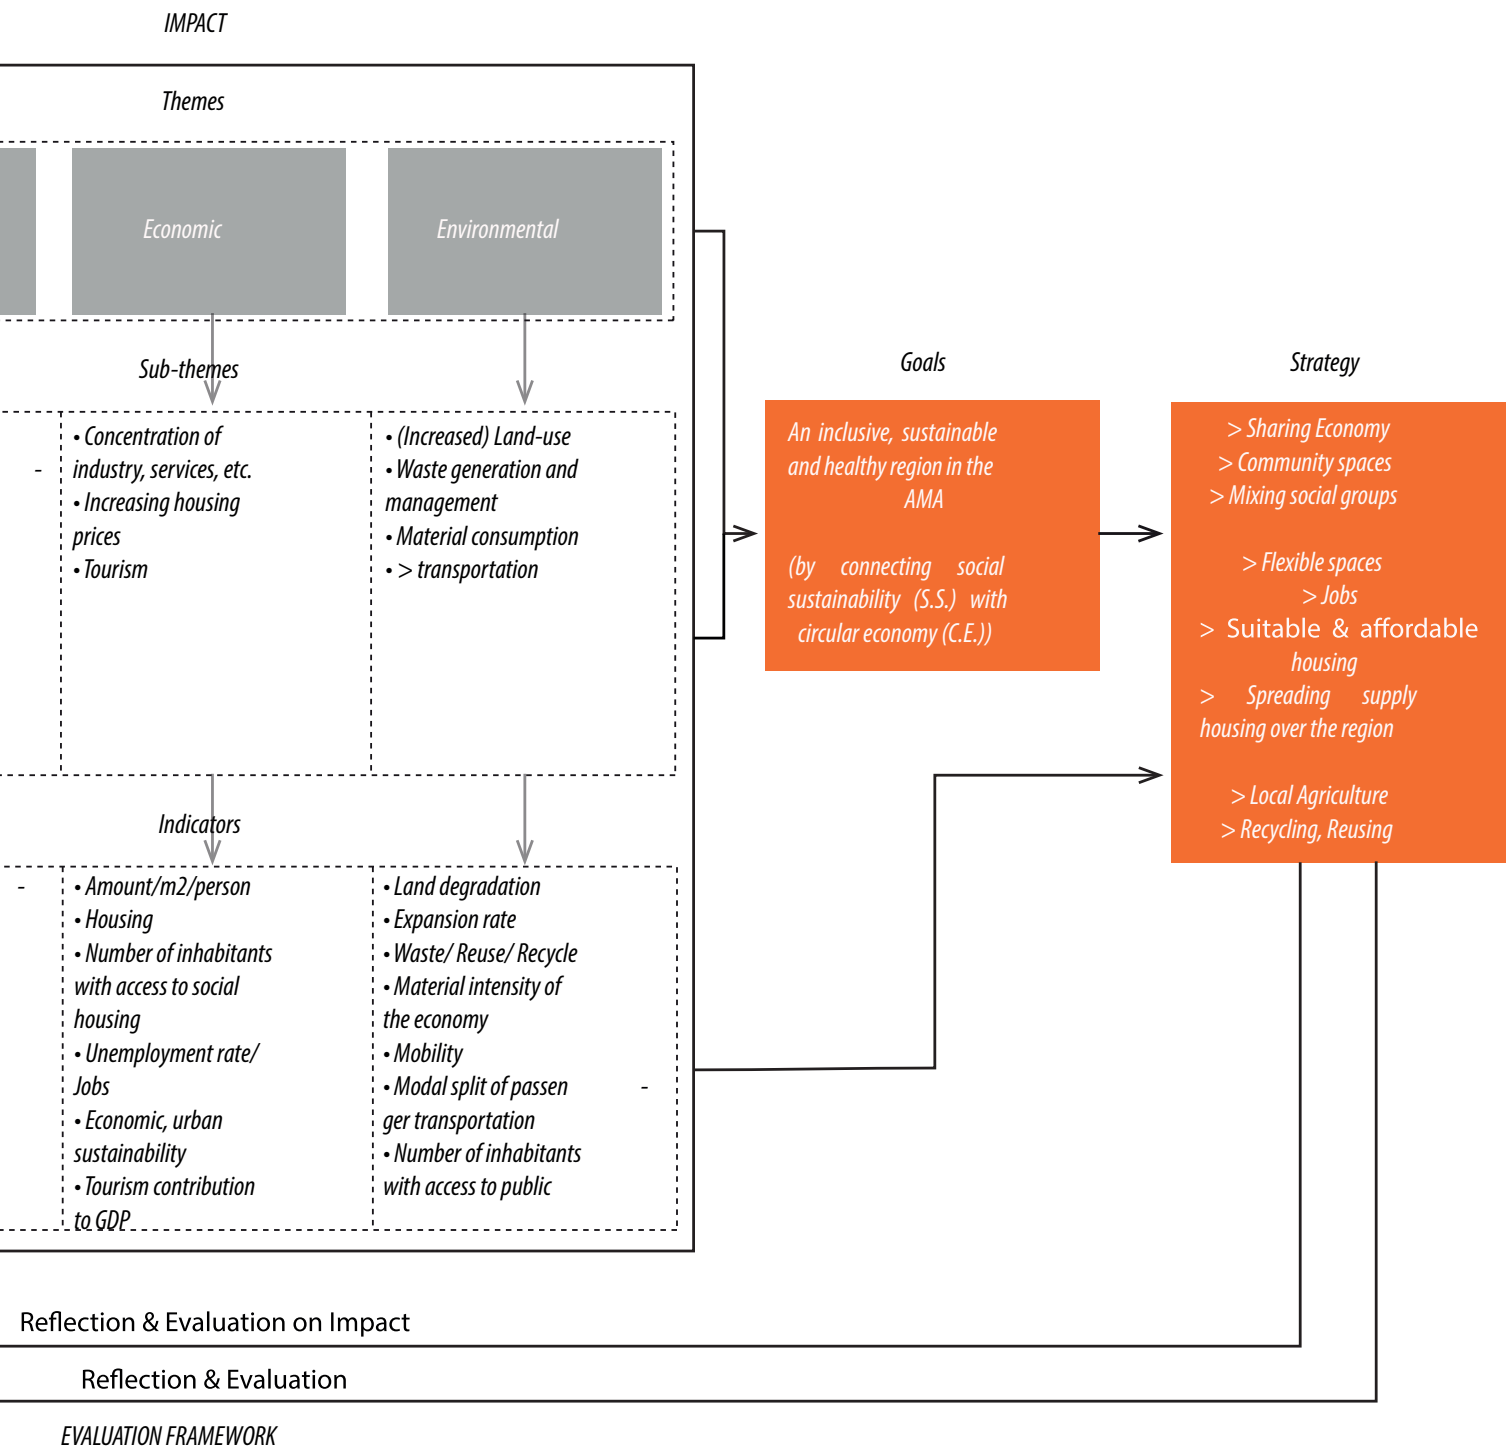 IMPACT
Themes
Economic
Environmental
Sub-themes
-
• Concentration of
industry, services, etc.
• Increasing housing
prices
• Tourism
• (Increased) Land-use
• Waste generation and
management
• Material consumption
• > transportation
Indicators
-
• Amount/m2/person
• Housing
• Number of inhabitants
with access to social
housing
• Unemployment rate/
Jobs
• Economic, urban
sustainability
• Tourism contribution
to GDP
• Land degradation
• Expansion rate
• Waste/ Reuse/ Recycle
• Material intensity of
the economy
• Mobility
• Modal split of passen -
ger transportation
• Number of inhabitants
with access to public
Goals
An inclusive, sustainable
and healthy region in the
AMA
(by connecting social
sustainability (S.S.) with
circular economy (C.E.))
Strategy
> Sharing Economy
> Community spaces
> Mixing social groups
> Flexible spaces
> Jobs
> Suitable & affordable
housing
> Spreading supply
housing over the region
> Local Agriculture
> Recycling, Reusing
Reflection & Evaluation on Impact
Reflection & Evaluation
EVALUATION FRAMEWORK